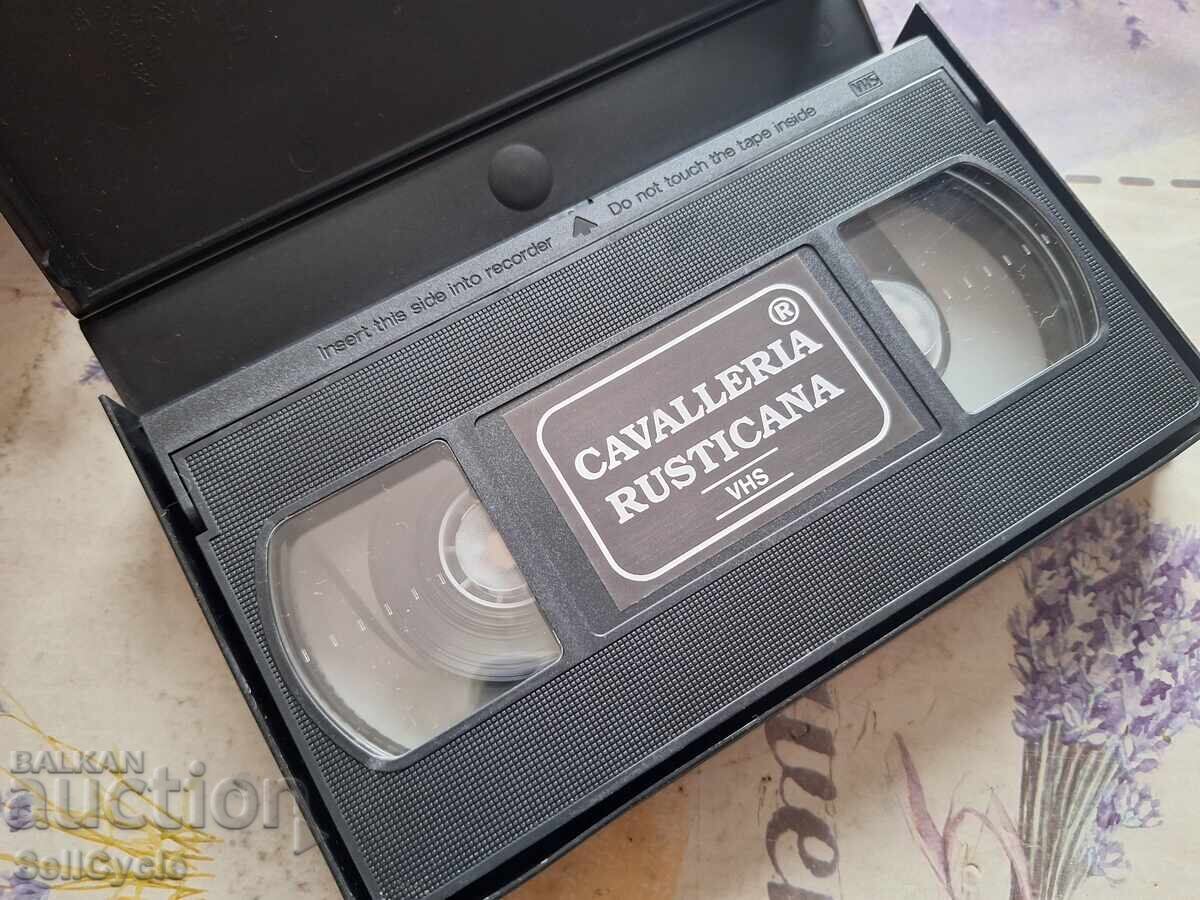 VHS
Insert this side into recorder Do not touch the tape inside
®
CAVALLERIA
RUSTICANA
VHS
BALKAN
auction
SellCyclo